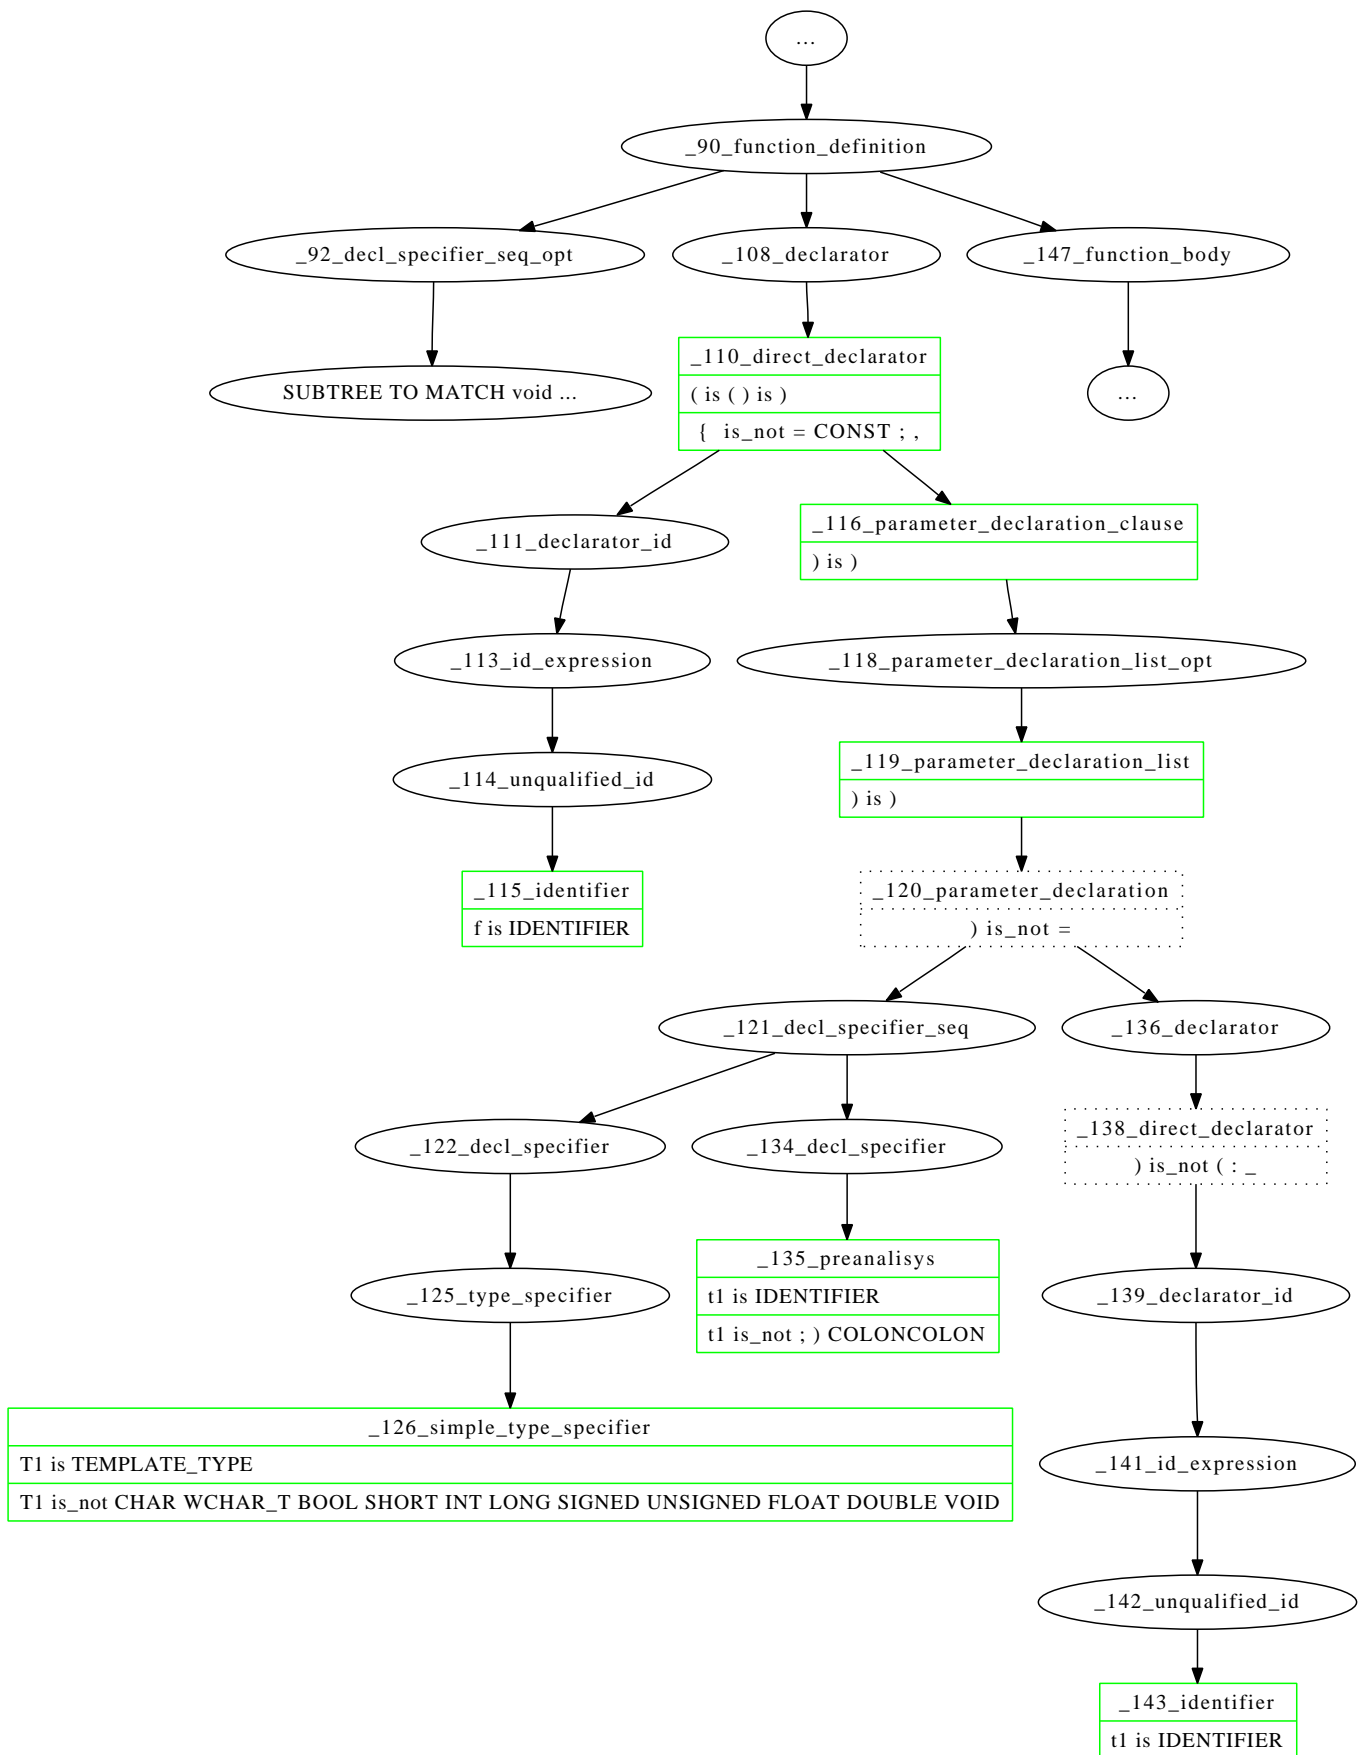 ...
_90_function_definition
_92_decl_specifier_seq_opt
_108_declarator
_147_function_body
SUBTREE TO MATCH void ...
_110_direct_declarator
( is ( ) is )
{ is_not = CONST ; ,
...
_111_declarator_id
_116_parameter_declaration_clause
) is )
_113_id_expression
_118_parameter_declaration_list_opt
_114_unqualified_id
_119_parameter_declaration_list
) is )
_115_identifier
f is IDENTIFIER
_120_parameter_declaration
) is_not =
_121_decl_specifier_seq
_136_declarator
_122_decl_specifier
_134_decl_specifier
_138_direct_declarator
) is_not ( : _
_125_type_specifier
_135_preanalisys
t1 is IDENTIFIER
t1 is_not ; ) COLONCOLON
_139_declarator_id
_126_simple_type_specifier
T1 is TEMPLATE_TYPE
T1 is_not CHAR WCHAR_T BOOL SHORT INT LONG SIGNED UNSIGNED FLOAT DOUBLE VOID
_141_id_expression
_142_unqualified_id
_143_identifier
t1 is IDENTIFIER